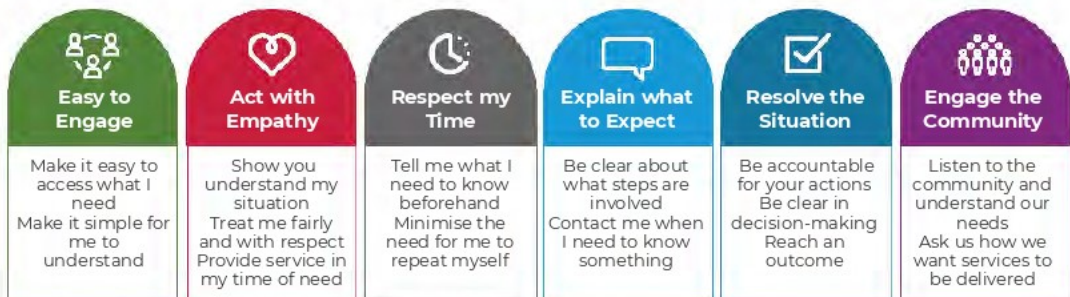 Easy to
Engage
Make it easy to
access what I
need
Make it simple for
me to
understand
Act with
Empathy
Show you
understand my
situation
Treat me fairly
and with respect
Provide service in
my time of need
Respect my
Time
Tell me what I
need to know
beforehand
Minimise the
need for me to
repeat myself
Explain what
to Expect
Be clear about
what steps are
involved
Contact me when
I need to know
something
Resolve the
Situation
Be accountable
for your actions
Be clear in
decision-making
Reach an
outcome
Engage the
Community
Listen to the
community and
understand our
needs
Ask us how we
want services to
be delivered